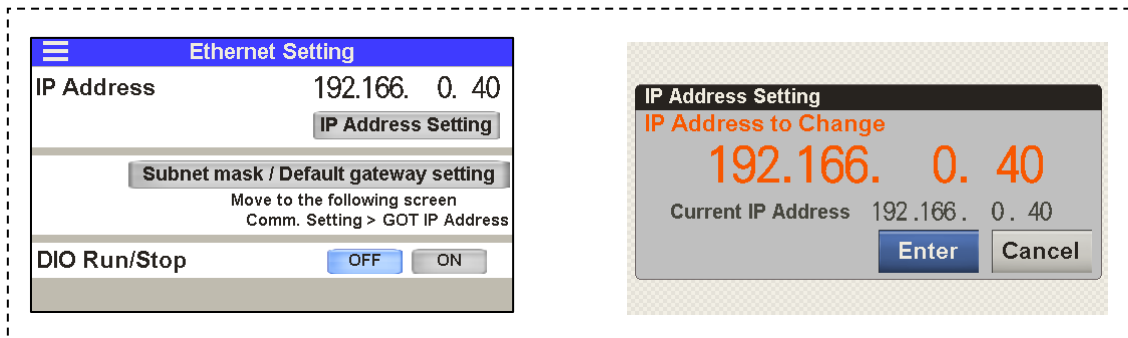 Ethernet Setting
IP Address 192.166. 0. 40
IP Address Setting
Subnet mask / Default gateway setting
Move to the following screen
Comm. Setting > GOT IP Address
DIO Run/Stop OFF ON
IP Address Setting
IP Address to Change
192.166. 0. 40
Current IP Address 192.166. 0. 40
Enter Cancel